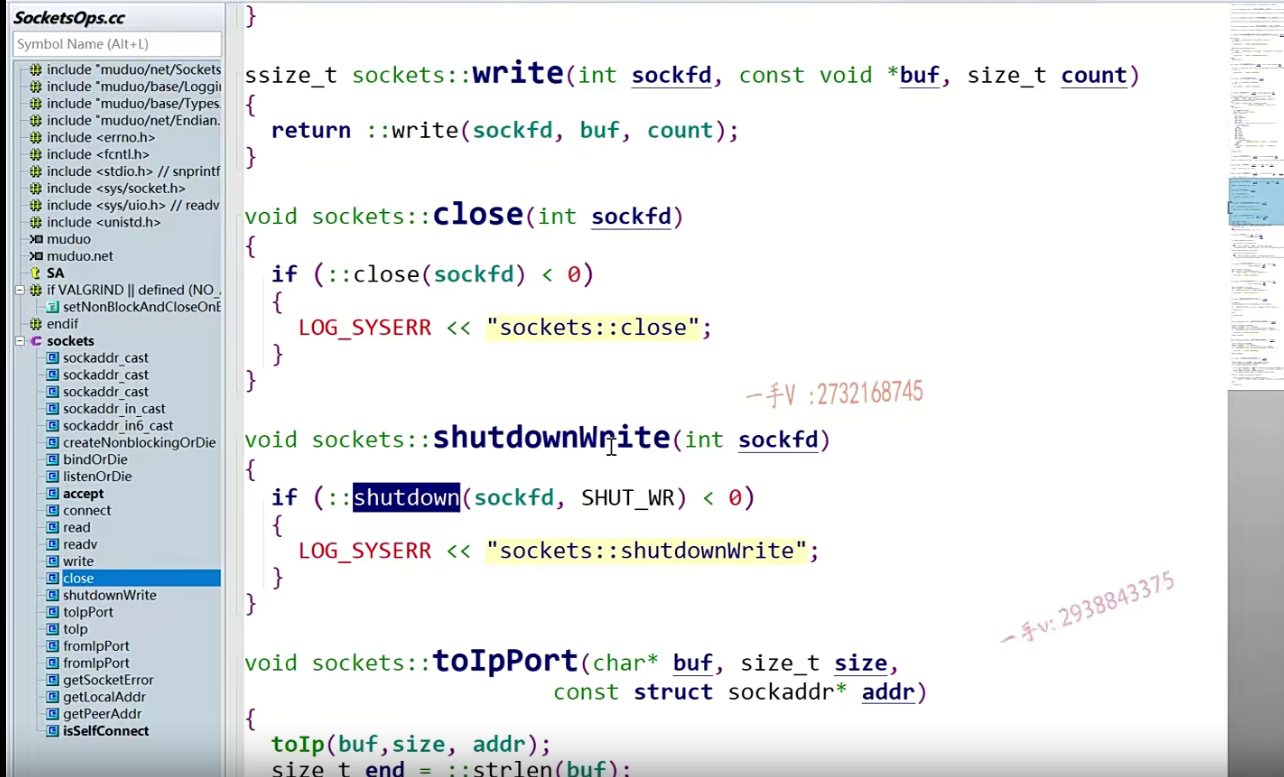 SocketsOps.cc
Symbol Name (Alt+L)
include "muduo/net/Sockets
include "muduo/base/Loggin
include "muduo/base/Types.
include "muduo/net/Endian.
include <errno.h>
include <fcntl.h>
include <stdio.h> // snprintf
include <sys/socket.h>
include <sys/uio.h> // readv
include <unistd.h>
muduo
muduo::net
SA
if VALGRIND || defined (NO_
setNonBlockAndCloseOnE
endif
sockets
sockaddr_cast
sockaddr_cast
sockaddr_cast
sockaddr_in_cast
sockaddr_in6_cast
createNonblockingOrDie
bindOrDie
listenOrDie
accept
connect
read
readv
write
close
shutdownWrite
toIpPort
toIp
fromIpPort
fromIpPort
getSocketError
getLocalAddr
getPeerAddr
isSelfConnect
}
ssize_t sockets::write(int sockfd, const void *buf, size_t count)
{
return ::write(sockfd, buf, count);
}
void sockets::close(int sockfd)
{
if (::close(sockfd) < 0)
{
LOG_SYSERR << "sockets::close";
}
}
一手V :2732168745
void sockets::shutdownWrite(int sockfd)
{
if (::shutdown(sockfd, SHUT_WR) < 0)
{
LOG_SYSERR << "sockets::shutdownWrite";
}
}
一手v: 2938843375
void sockets::toIpPort(char* buf, size_t size,
const struct sockaddr* addr)
{
toIp(buf,size, addr);
size_t end = ::strlen(buf);